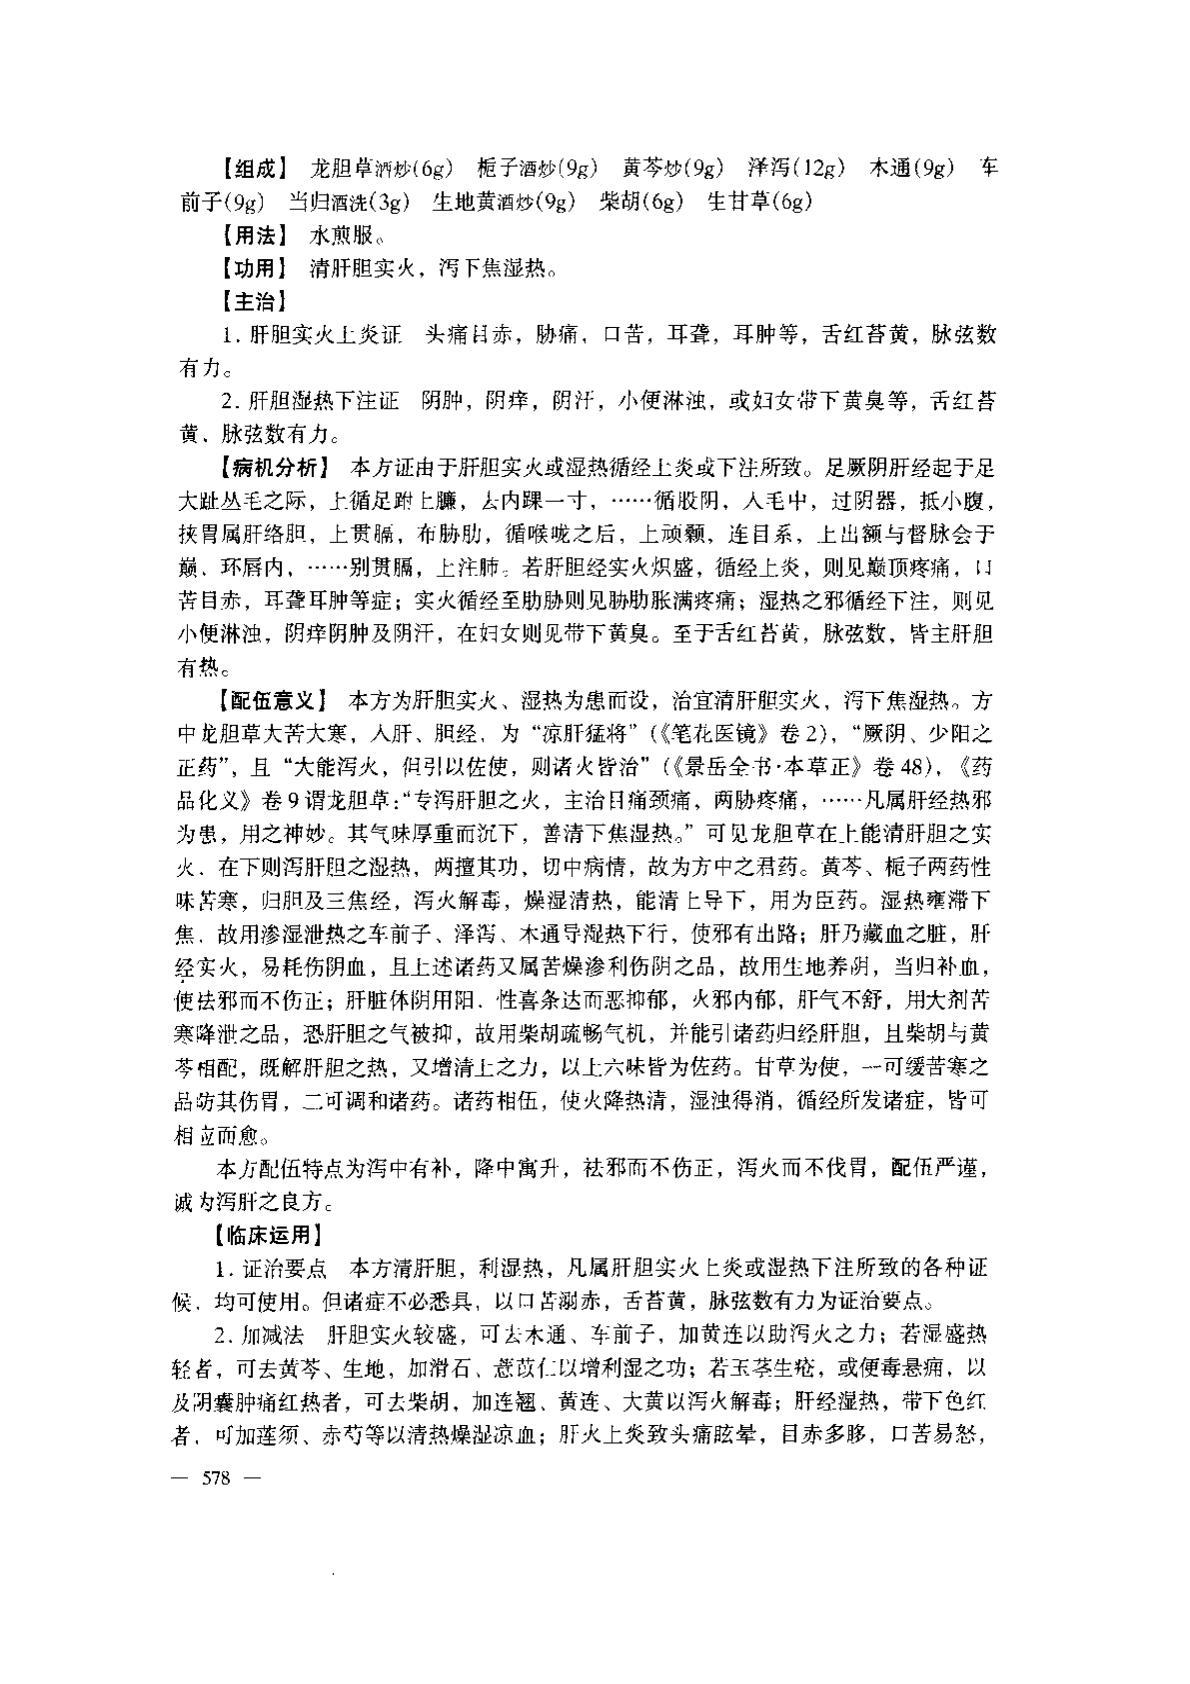 【组成】 龙胆草酒炒(6g) 栀子酒炒(9g) 黄芩炒(9g) 泽泻(12g) 木通(9g) 车
前子(9g) 当归酒洗(3g) 生地黄酒炒(9g) 柴胡(6g) 生甘草(6g)
【用法】 水煎服。
【功用】 清肝胆实火，泻下焦湿热。
【主治】
1. 肝胆实火上炎证 头痛目赤，胁痛，口苦，耳聋，耳肿等，舌红苔黄，脉弦数
有力。
2. 肝胆湿热下注证 阴肿，阴痒，阴汗，小便淋浊，或妇女带下黄臭等，舌红苔
黄，脉弦数有力。
【病机分析】 本方证由于肝胆实火或湿热循经上炎或下注所致。足厥阴肝经起于足
大趾丛毛之际，上循足跗上臁，去内踝一寸，……循股阴，入毛中，过阴器，抵小腹，
挟胃属肝络胆，上贯膈，布胁肋，循喉咙之后，上颃颡，连目系，上出额与督脉会于
巅，环唇内，……别贯膈，上注肺。若肝胆经实火炽盛，循经上炎，则见巅顶疼痛，口
苦目赤，耳聋耳肿等症；实火循经至肋胁则见胁肋胀满疼痛；湿热之邪循经下注，则见
小便淋浊，阴痒阴肿及阴汗，在妇女则见带下黄臭。至于舌红苔黄，脉弦数，皆主肝胆
有热。
【配伍意义】 本方为肝胆实火、湿热为患而设，治宜清肝胆实火，泻下焦湿热。方
中龙胆草大苦大寒，入肝、胆经，为“凉肝猛将”(《笔花医镜》卷2)，“厥阴、少阳之
正药”，且“大能泻火，但引以佐使，则诸火皆治”(《景岳全书·本草正》卷48)，《药
品化义》卷9谓龙胆草：“专泻肝胆之火，主治目痛颈痛，两胁疼痛，……凡属肝经热邪
为患，用之神妙。其气味厚重而沉下，善清下焦湿热。”可见龙胆草在上能清肝胆之实
火，在下则泻肝胆之湿热，两擅其功，切中病情，故为方中之君药。黄芩、栀子两药性
味苦寒，归胆及三焦经，泻火解毒，燥湿清热，能清上导下，用为臣药。湿热壅滞下
焦，故用渗湿泄热之车前子、泽泻、木通导湿热下行，使邪有出路；肝乃藏血之脏，肝
经实火，易耗伤阴血，且上述诸药又属苦燥渗利伤阴之品，故用生地养阴，当归补血，
使祛邪而不伤正；肝脏体阴用阳，性喜条达而恶抑郁，火邪内郁，肝气不舒，用大剂苦
寒降泄之品，恐肝胆之气被抑，故用柴胡疏畅气机，并能引诸药归经肝胆，且柴胡与黄
芩相配，既解肝胆之热，又增清上之力，以上六味皆为佐药。甘草为使，一可缓苦寒之
品防其伤胃，二可调和诸药。诸药相伍，使火降热清，湿浊得消，循经所发诸症，皆可
相应而愈。
本方配伍特点为泻中有补，降中寓升，祛邪而不伤正，泻火而不伐胃，配伍严谨，
诚为泻肝之良方。
【临床运用】
1. 证治要点 本方清肝胆，利湿热，凡属肝胆实火上炎或湿热下注所致的各种证
候，均可使用。但诸症不必悉具，以口苦溺赤，舌苔黄，脉弦数有力为证治要点。
2. 加减法 肝胆实火较盛，可去木通、车前子，加黄连以助泻火之力；若湿盛热
轻者，可去黄芩、生地，加滑石、薏苡仁以增利湿之功；若玉茎生疮，或便毒悬痈，以
及阴囊肿痛红热者，可去柴胡，加连翘、黄连、大黄以泻火解毒；肝经湿热，带下色红
者，可加莲须、赤芍等以清热燥湿凉血；肝火上炎致头痛眩晕，目赤多眵，口苦易怒，
— 578 —